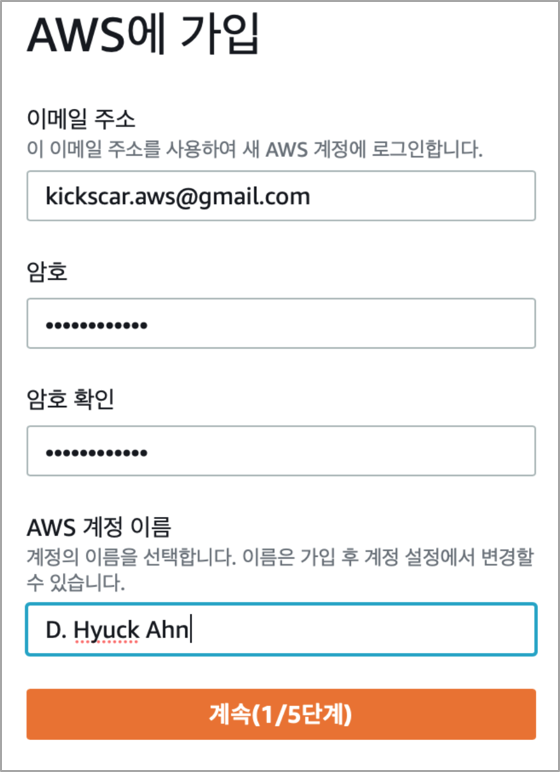 AWS에 가입
이메일 주소
이 이메일 주소를 사용하여 새 AWS 계정에 로그인합니다.
kickscar.aws@gmail.com
암호
••••••••••••
암호 확인
••••••••••••
AWS 계정 이름
계정의 이름을 선택합니다. 이름은 가입 후 계정 설정에서 변경할
수 있습니다.
D. Hyuck Ahn
계속(1/5단계)